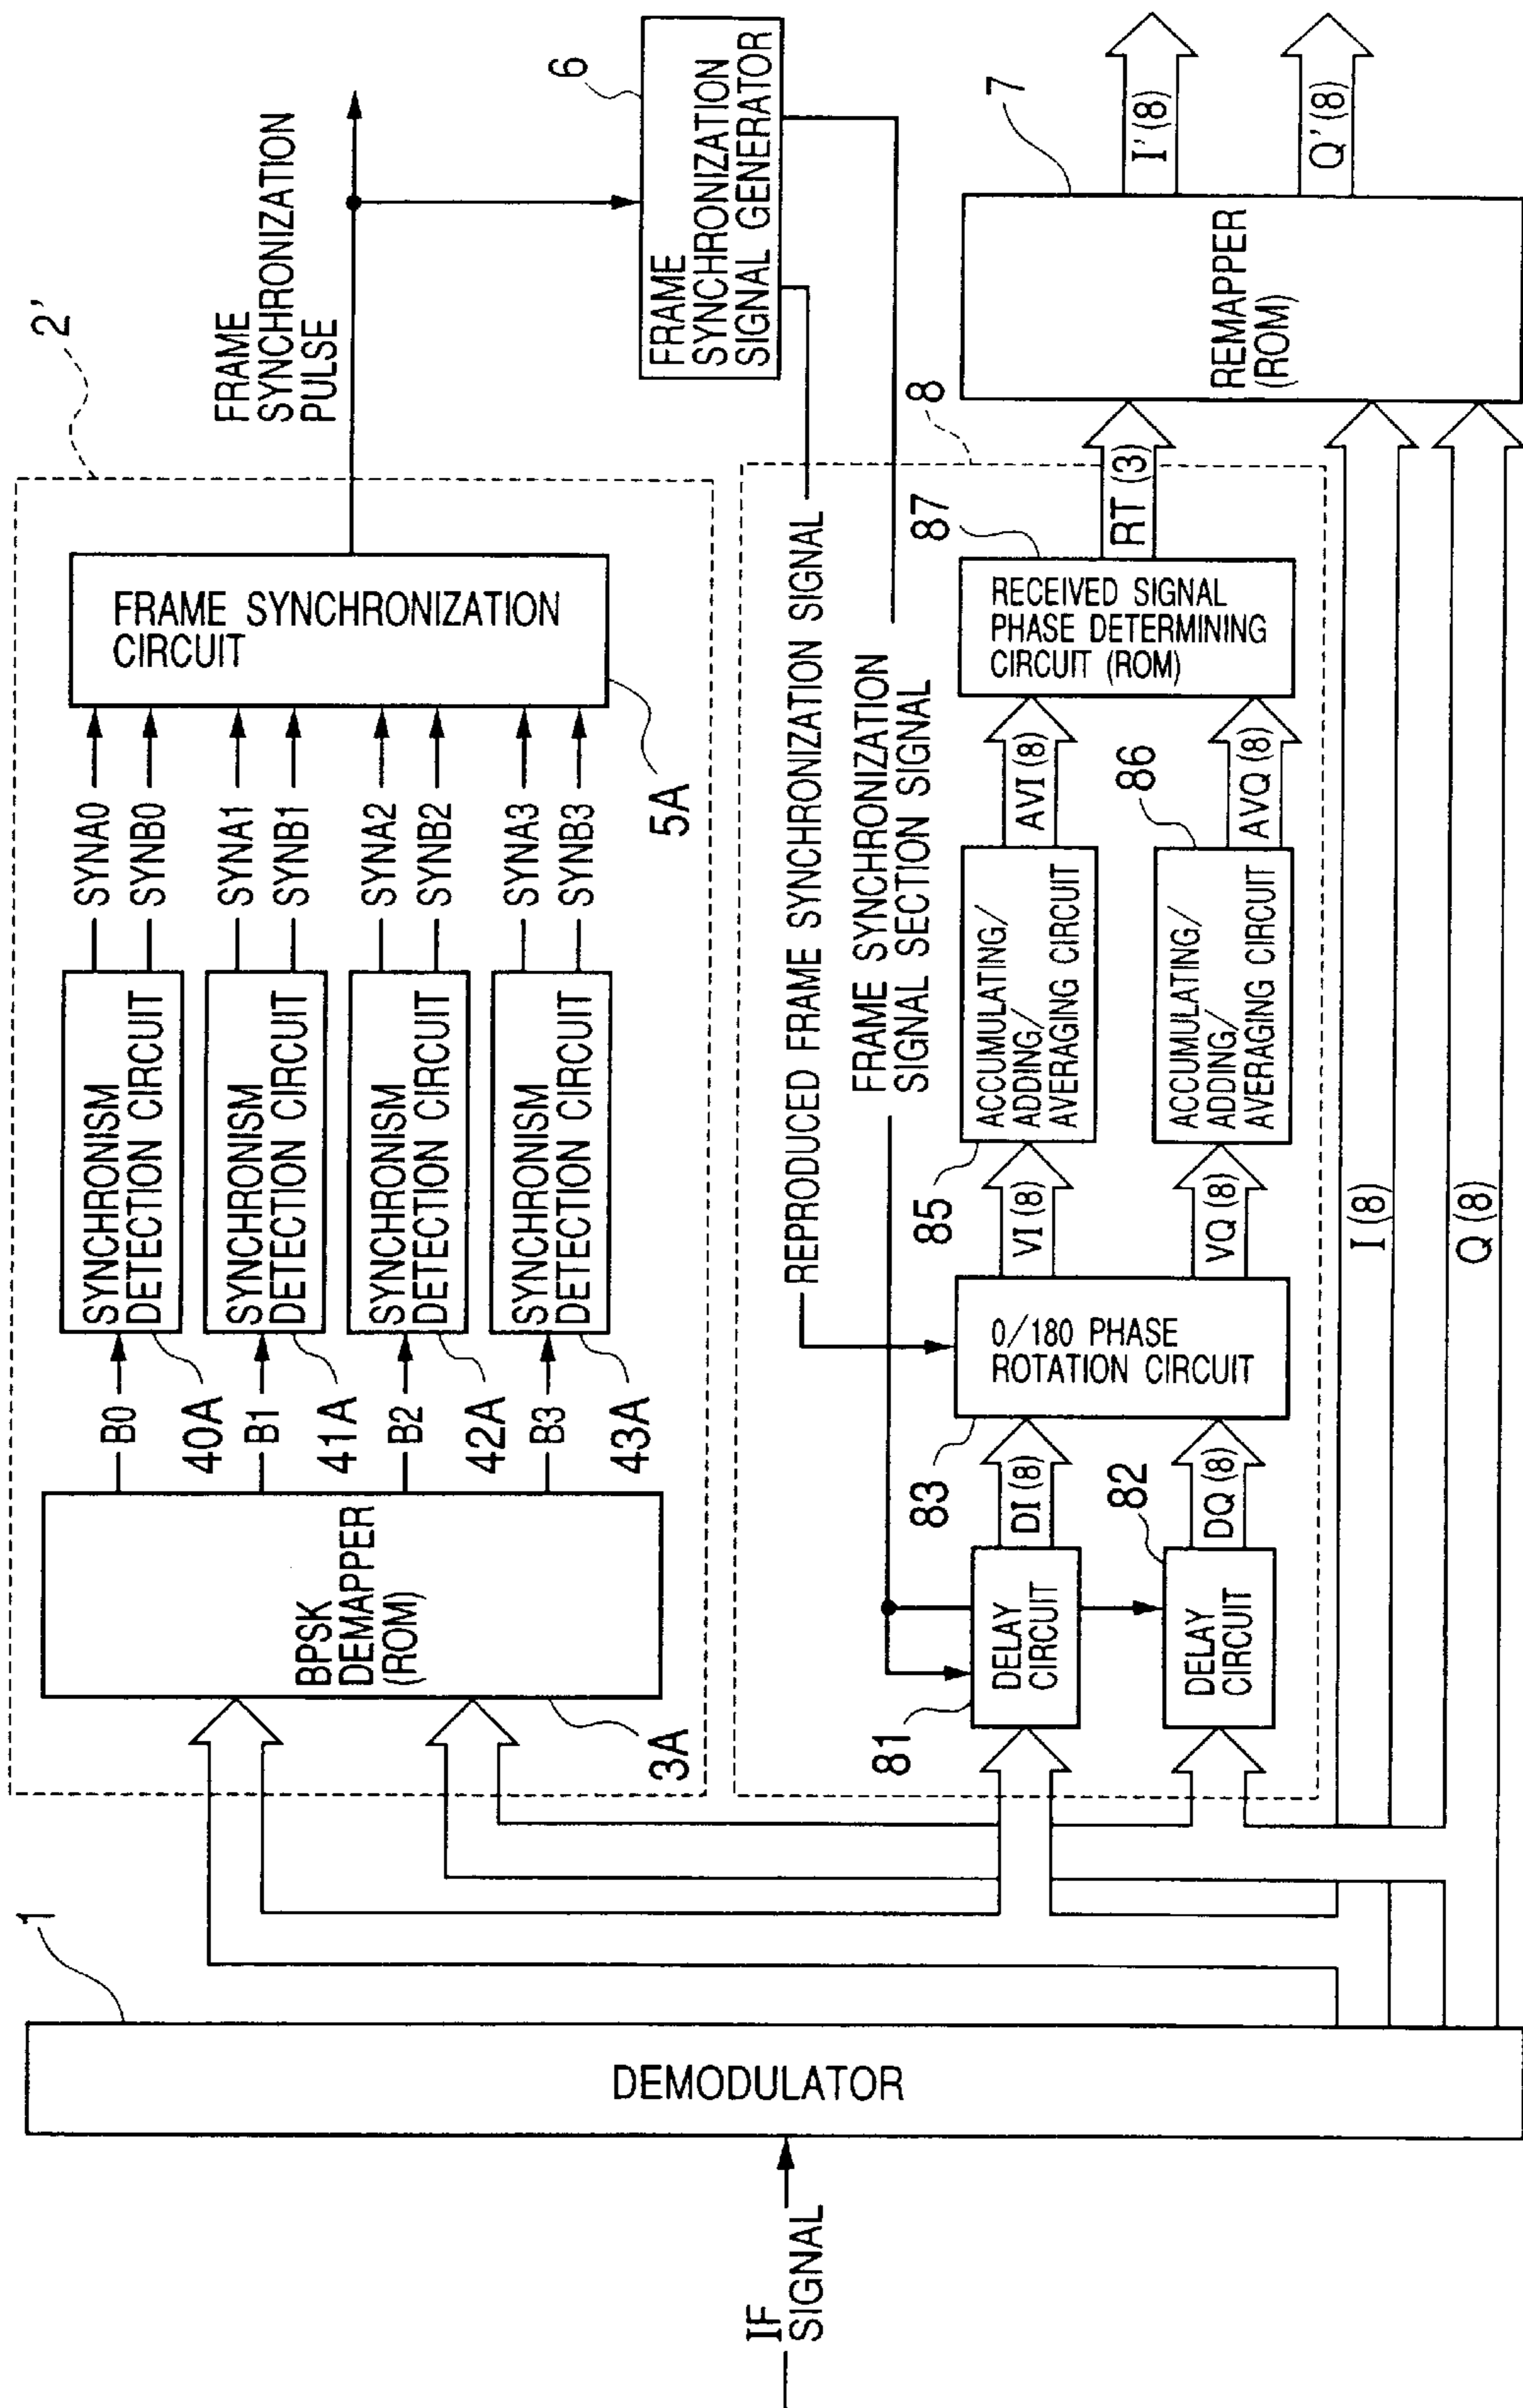 IF
SIGNAL
1
DEMODULATOR
2'
3A
BPSK
DEMAPPER
(ROM)
B0
B1
B2
B3
40A
41A
42A
43A
SYNCHRONISM
DETECTION CIRCUIT
SYNCHRONISM
DETECTION CIRCUIT
SYNCHRONISM
DETECTION CIRCUIT
SYNCHRONISM
DETECTION CIRCUIT
SYNA0
SYNB0
SYNA1
SYNB1
SYNA2
SYNB2
SYNA3
SYNB3
5A
FRAME SYNCHRONIZATION
CIRCUIT
FRAME
SYNCHRONIZATION
PULSE
6
FRAME
SYNCHRONIZATION
SIGNAL GENERATOR
REPRODUCED FRAME SYNCHRONIZATION SIGNAL
FRAME SYNCHRONIZATION
SIGNAL SECTION SIGNAL
8
81
DELAY
CIRCUIT
82
DELAY
CIRCUIT
DI (8)
DQ (8)
83
0/180 PHASE
ROTATION CIRCUIT
VI (8)
VQ (8)
85
ACCUMULATING/
ADDING/
AVERAGING CIRCUIT
86
ACCUMULATING/
ADDING/
AVERAGING CIRCUIT
AVI (8)
AVQ (8)
87
RECEIVED SIGNAL
PHASE DETERMINING
CIRCUIT (ROM)
RT (3)
I (8)
Q (8)
7
REMAPPER
(ROM)
I' (8)
Q' (8)